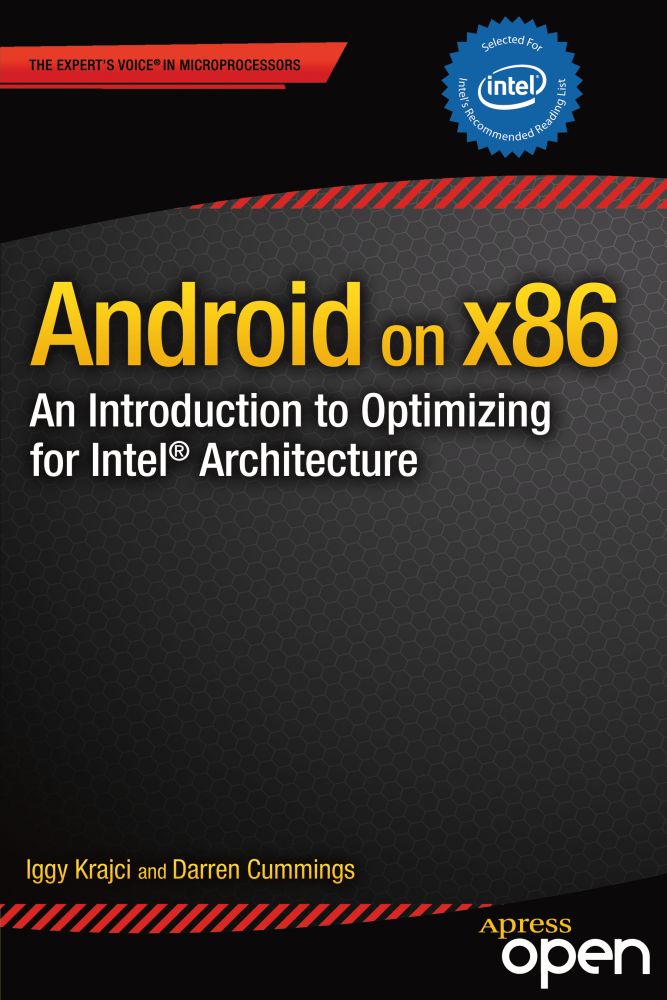 THE EXPERT'S VOICE® IN MICROPROCESSORS
Selected For
intel®
Intel's Recommended Reading List
Android on x86
An Introduction to Optimizing
for Intel® Architecture
Iggy Krajci and Darren Cummings
Apress
open